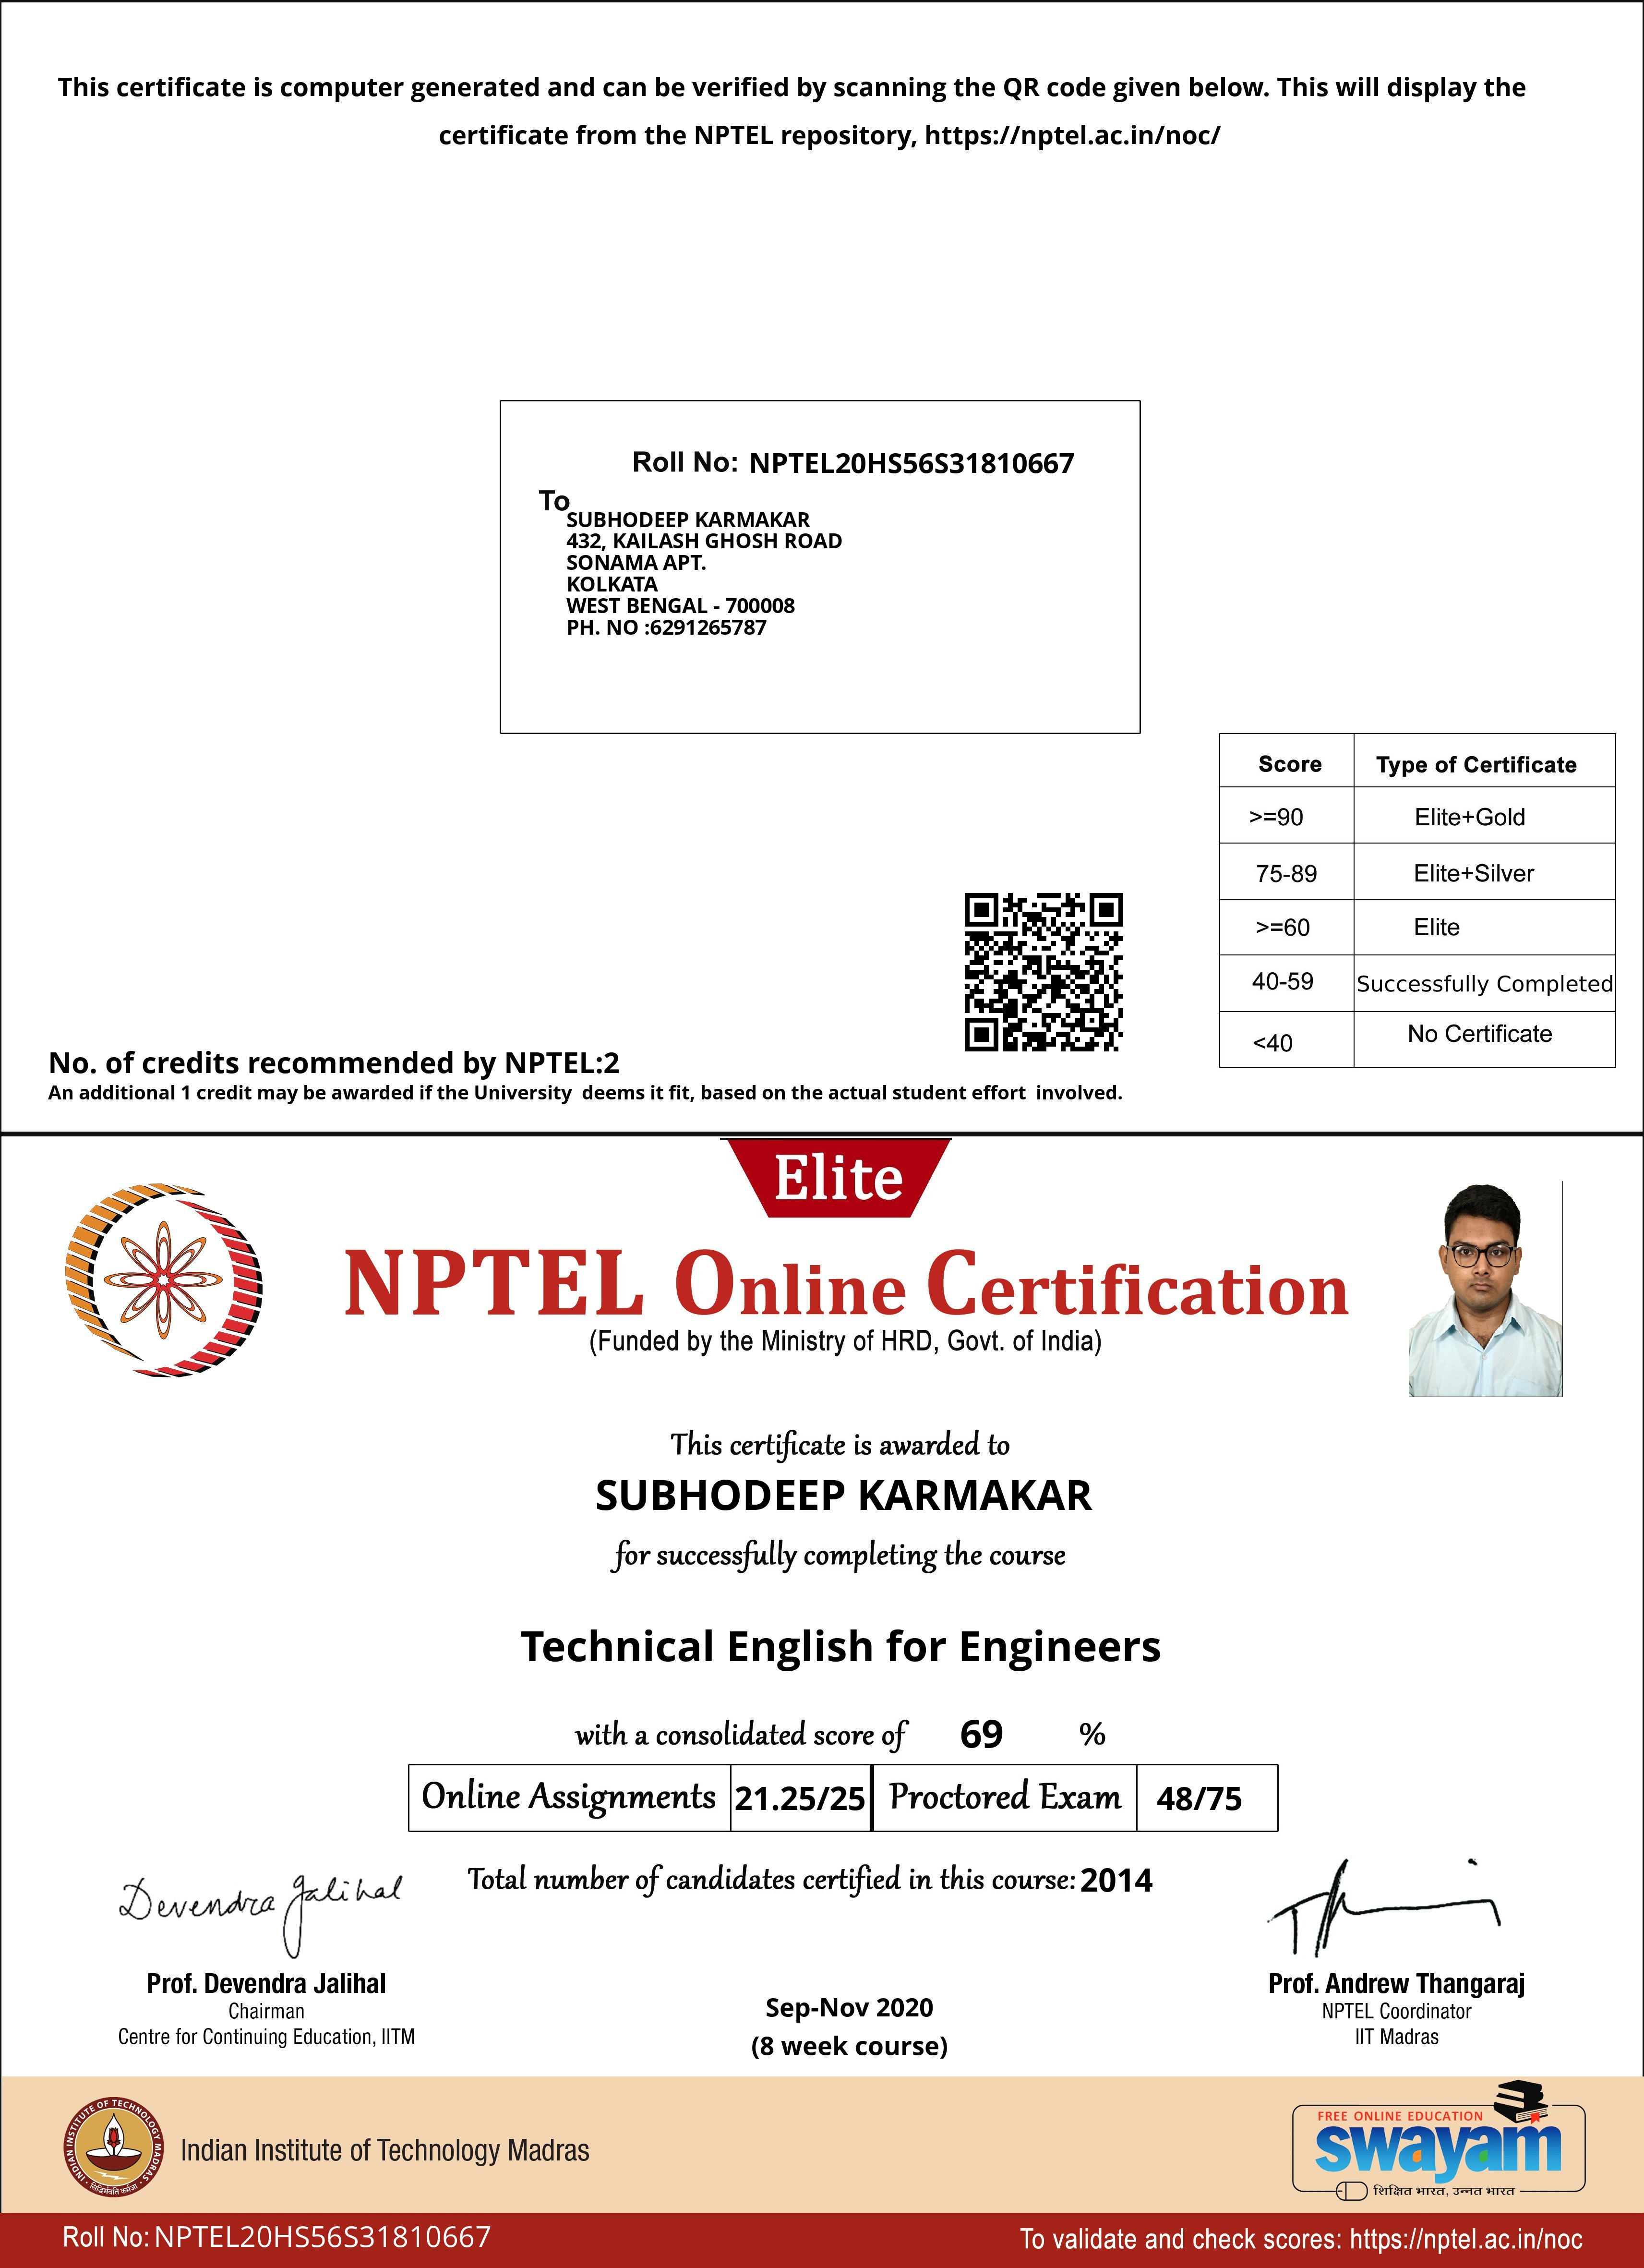 This certificate is computer generated and can be verified by scanning the QR code given below. This will display the
certificate from the NPTEL repository, https://nptel.ac.in/noc/
Roll No: NPTEL20HS56S31810667
To
SUBHODEEP KARMAKAR
432, KAILASH GHOSH ROAD
SONAMA APT.
KOLKATA
WEST BENGAL - 700008
PH. NO :6291265787
Score Type of Certificate
>=90 Elite+Gold
75-89 Elite+Silver
>=60 Elite
40-59 Successfully Completed
<40 No Certificate
No. of credits recommended by NPTEL:2
An additional 1 credit may be awarded if the University deems it fit, based on the actual student effort involved.
Elite
NPTEL Online Certification
(Funded by the Ministry of HRD, Govt. of India)
This certificate is awarded to
SUBHODEEP KARMAKAR
for successfully completing the course
Technical English for Engineers
with a consolidated score of 69 %
Online Assignments 21.25/25 Proctored Exam 48/75
Total number of candidates certified in this course: 2014
Devendra Jalihal
Prof. Devendra Jalihal
Chairman
Centre for Continuing Education, IITM
Sep-Nov 2020
(8 week course)
Prof. Andrew Thangaraj
NPTEL Coordinator
IIT Madras
INDIAN INSTITUTE OF TECHNOLOGY MADRAS
सिद्धिर्भवति कर्मजा
Indian Institute of Technology Madras
FREE ONLINE EDUCATION
swayam
शिक्षित भारत, उन्नत भारत
Roll No: NPTEL20HS56S31810667
To validate and check scores: https://nptel.ac.in/noc